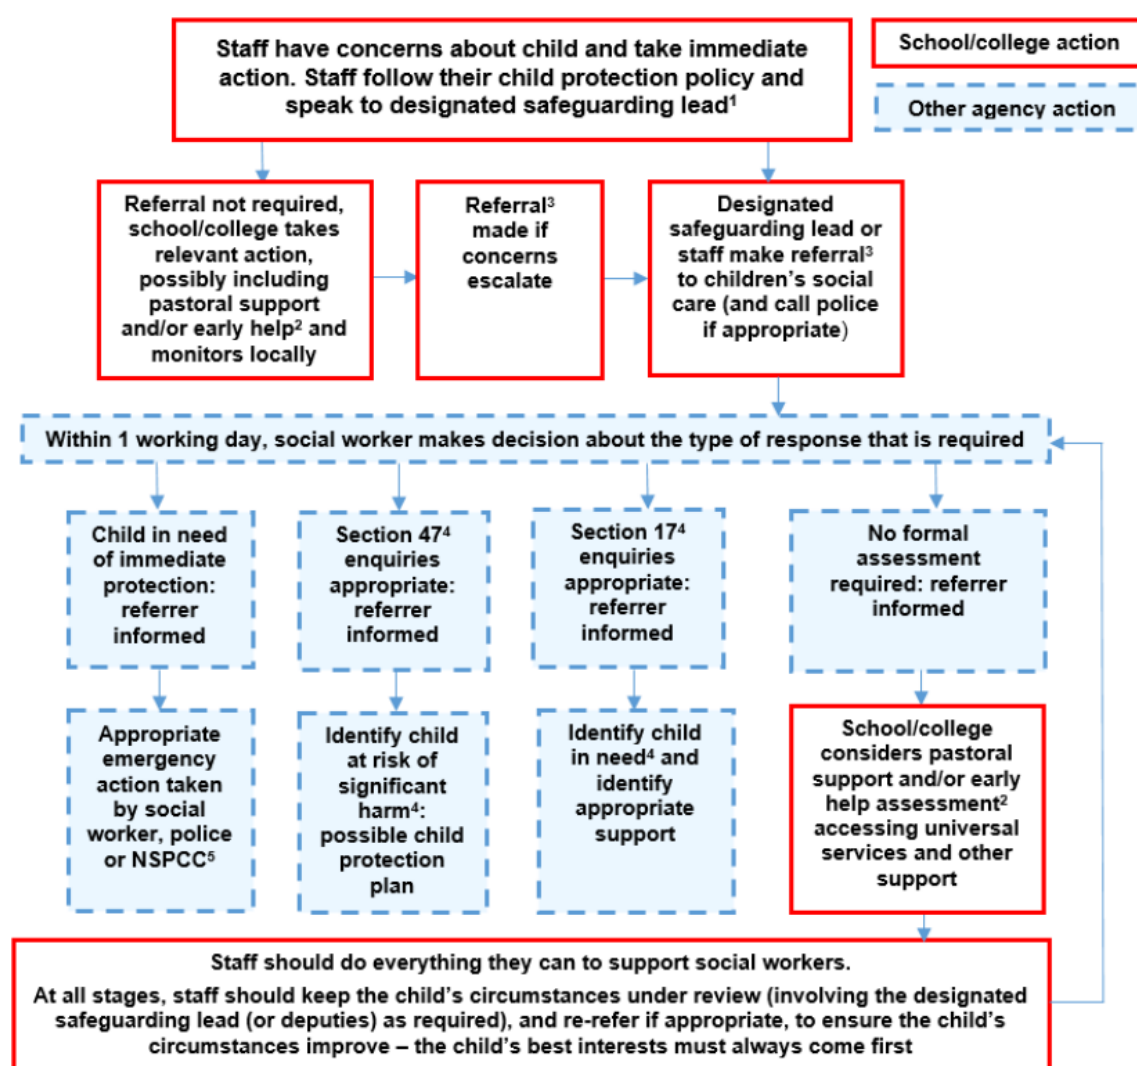 Staff have concerns about child and take immediate
action. Staff follow their child protection policy and
speak to designated safeguarding lead¹
School/college action
Other agency action
Referral not required,
school/college takes
relevant action,
possibly including
pastoral support
and/or early help² and
monitors locally
Referral³
made if
concerns
escalate
Designated
safeguarding lead or
staff make referral³
to children’s social
care (and call police
if appropriate)
Within 1 working day, social worker makes decision about the type of response that is required
Child in need
of immediate
protection:
referrer
informed
Section 47⁴
enquiries
appropriate:
referrer
informed
Section 17⁴
enquiries
appropriate:
referrer
informed
No formal
assessment
required: referrer
informed
Appropriate
emergency
action taken
by social
worker, police
or NSPCC⁵
Identify child
at risk of
significant
harm⁴:
possible child
protection
plan
Identify child
in need⁴ and
identify
appropriate
support
School/college
considers pastoral
support and/or early
help assessment²
accessing universal
services and other
support
Staff should do everything they can to support social workers.
At all stages, staff should keep the child’s circumstances under review (involving the designated
safeguarding lead (or deputies) as required), and re-refer if appropriate, to ensure the child’s
circumstances improve – the child’s best interests must always come first